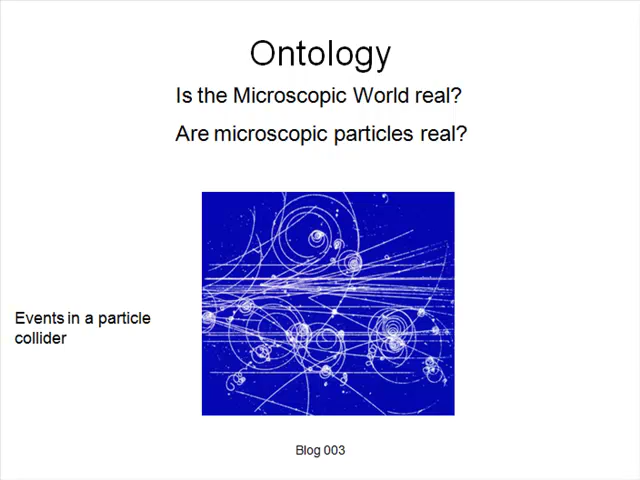 Ontology
Is the Microscopic World real?
Are microscopic particles real?
Events in a particle
collider
Blog 003